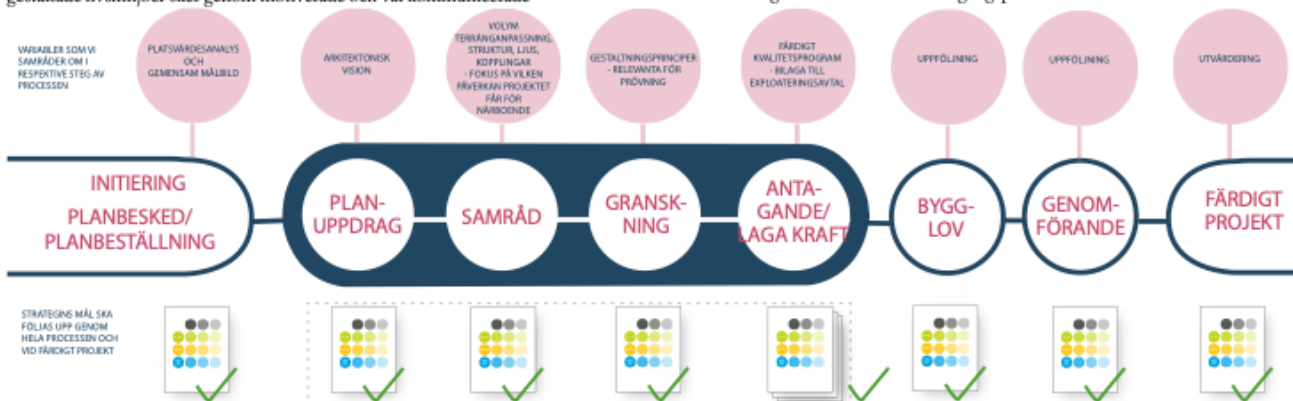 VARIABLER SOM VI
SAMRÅDER OM I
RESPEKTIVE STEG AV
PROCESSEN
PLATSVÄRDESANALYS
OCH
GEMENSAM MÅLBILD
ARKITEKTONISK
VISION
VOLYM
TERRÄNGANPASSNING,
STRUKTUR, LJUS,
KOPPLINGAR
- FOKUS PÅ VILKEN
PÅVERKAN PROJEKTET
FÅR FÖR
NÄRBOENDE
GESTALTNINGSPRINCIPER
- RELEVANTA FÖR
PRÖVNING
FÄRDIGT
KVALITETSPROGRAM
- BILAGA TILL
EXPLOATERINGSAVTAL
UPPFÖLJNING
UPPFÖLJNING
UTVÄRDERING
INITIERING
PLANBESKED/
PLANBESTÄLLNING
PLAN-
UPPDRAG
SAMRÅD
GRANSK-
NING
ANTA-
GANDE/
LAGA KRAFT
BYGG-
LOV
GENOM-
FÖRANDE
FÄRDIGT
PROJEKT
STRATEGINS MÅL SKA
FÖLJAS UPP GENOM
HELA PROCESSEN OCH
VID FÄRDIGT PROJEKT